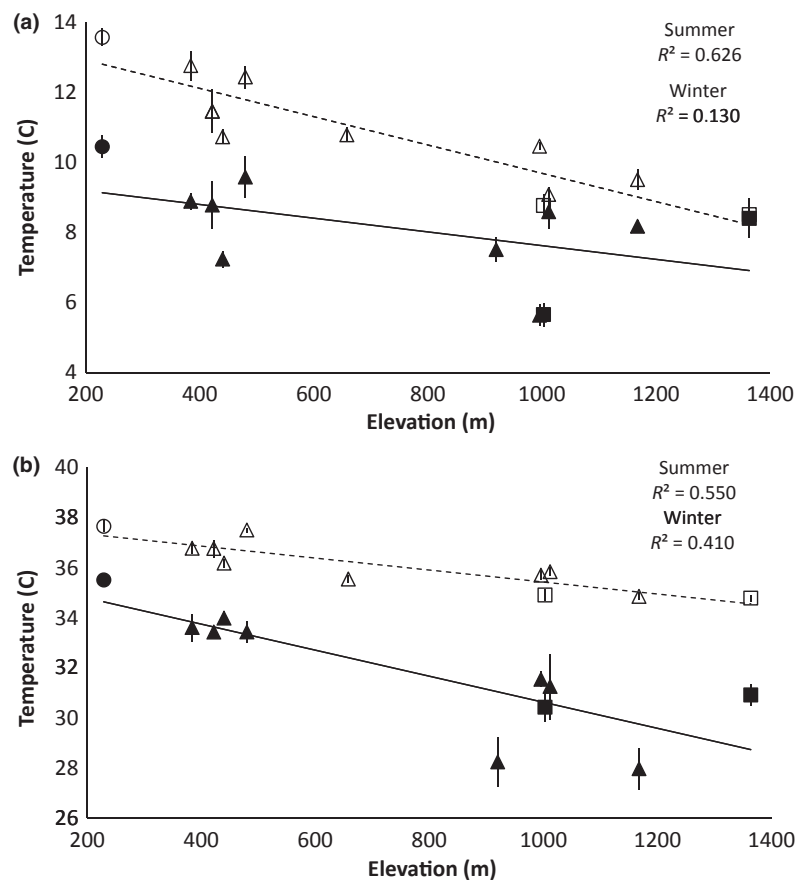 (a)
14
12
10
8
6
4
Temperature (C)
200 400 600 800 1000 1200 1400
Elevation (m)
Summer
R² = 0.626
Winter
R² = 0.130
(b)
40
38
36
34
32
30
28
26
Temperature (C)
200 400 600 800 1000 1200 1400
Elevation (m)
Summer
R² = 0.550
Winter
R² = 0.410